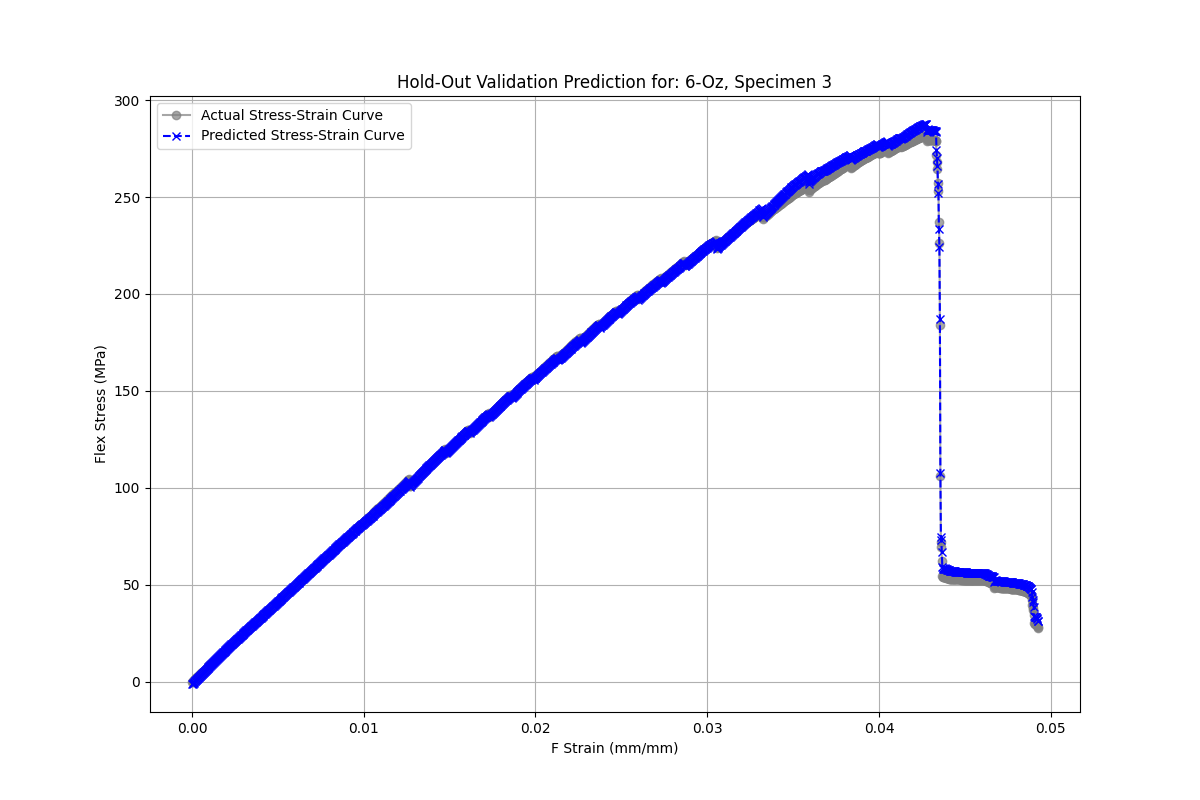 Hold-Out Validation Prediction for: 6-Oz, Specimen 3
Actual Stress-Strain Curve
Predicted Stress-Strain Curve
300
250
200
150
100
50
0
Flex Stress (MPa)
0.00
0.01
0.02
0.03
0.04
0.05
F Strain (mm/mm)